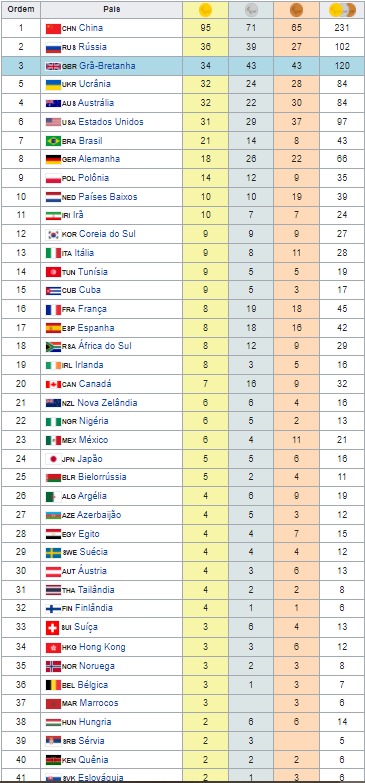 Ordem País
1 CHN China 95 71 65 231
2 RUS Rússia 36 39 27 102
3 GBR Grã-Bretanha 34 43 43 120
5 UKR Ucrânia 32 24 28 84
4 AUS Austrália 32 22 30 84
6 USA Estados Unidos 31 29 37 97
7 BRA Brasil 21 14 8 43
8 GER Alemanha 18 26 22 66
9 POL Polônia 14 12 9 35
10 NED Países Baixos 10 10 19 39
11 IRI Irã 10 7 7 24
12 KOR Coreia do Sul 9 9 9 27
13 ITA Itália 9 8 11 28
14 TUN Tunísia 9 5 5 19
15 CUB Cuba 9 5 3 17
16 FRA França 8 19 18 45
17 ESP Espanha 8 18 16 42
18 RSA África do Sul 8 12 9 29
19 IRL Irlanda 8 3 5 16
20 CAN Canadá 7 16 9 32
21 NZL Nova Zelândia 6 6 4 16
22 NGR Nigéria 6 5 2 13
23 MEX México 6 4 11 21
24 JPN Japão 5 5 6 16
25 BLR Bielorrússia 5 2 4 11
26 ALG Argélia 4 6 9 19
27 AZE Azerbaijão 4 5 3 12
28 EGY Egito 4 4 7 15
29 SWE Suécia 4 4 4 12
30 AUT Áustria 4 3 6 13
31 THA Tailândia 4 2 2 8
32 FIN Finlândia 4 1 1 6
33 SUI Suíça 3 6 4 13
34 HKG Hong Kong 3 3 6 12
35 NOR Noruega 3 2 3 8
36 BEL Bélgica 3 1 3 7
37 MAR Marrocos 3 3 6
38 HUN Hungria 2 6 6 14
39 SRB Sérvia 2 3 5
40 KEN Quênia 2 2 2 6
41 SVK Eslováquia 2 1 3 6